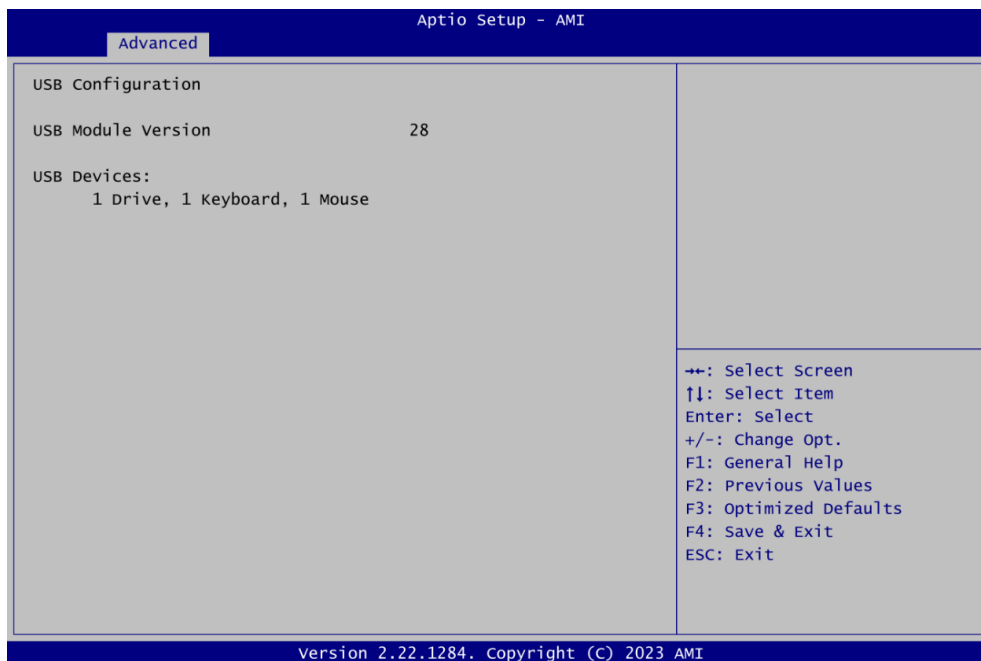 Aptio Setup - AMI
Advanced
USB Configuration
USB Module Version 28
USB Devices:
1 Drive, 1 Keyboard, 1 Mouse
→←: Select Screen
↑↓: Select Item
Enter: Select
+/-: Change Opt.
F1: General Help
F2: Previous Values
F3: Optimized Defaults
F4: Save & Exit
ESC: Exit
Version 2.22.1284. Copyright (C) 2023 AMI